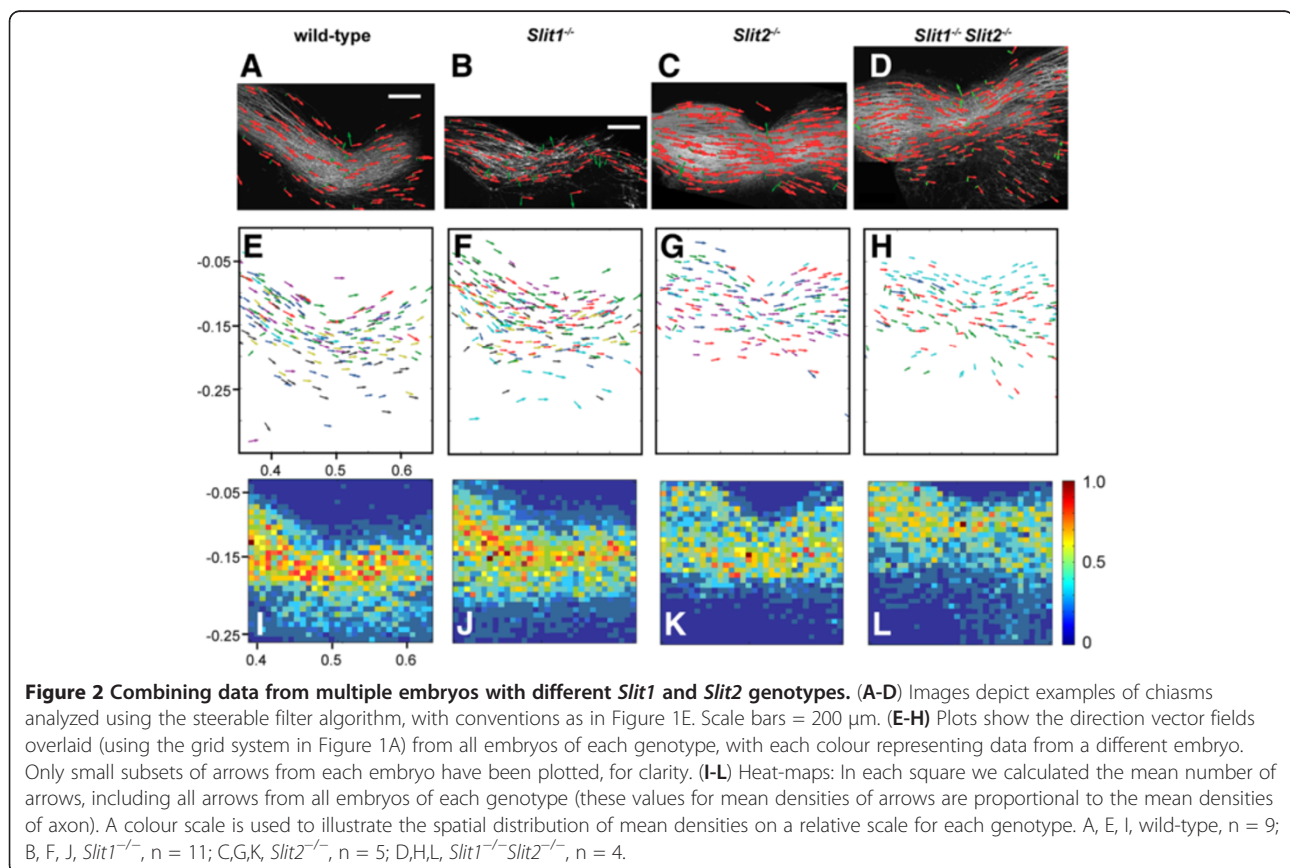 wild-type Slit1-/- Slit2-/- Slit1-/- Slit2-/-
A B C D
E F G H
-0.05
-0.15
-0.25
0.4 0.5 0.6
-0.05
-0.15
-0.25
I J K L
0.4 0.5 0.6
1.0
0.5
0
Figure 2 Combining data from multiple embryos with different Slit1 and Slit2 genotypes. (A-D) Images depict examples of chiasms
analyzed using the steerable filter algorithm, with conventions as in Figure 1E. Scale bars = 200 μm. (E-H) Plots show the direction vector fields
overlaid (using the grid system in Figure 1A) from all embryos of each genotype, with each colour representing data from a different embryo.
Only small subsets of arrows from each embryo have been plotted, for clarity. (I-L) Heat-maps: In each square we calculated the mean number of
arrows, including all arrows from all embryos of each genotype (these values for mean densities of arrows are proportional to the mean densities
of axon). A colour scale is used to illustrate the spatial distribution of mean densities on a relative scale for each genotype. A, E, I, wild-type, n = 9;
B, F, J, Slit1−/−, n = 11; C,G,K, Slit2−/−, n = 5; D,H,L, Slit1−/−Slit2−/−, n = 4.